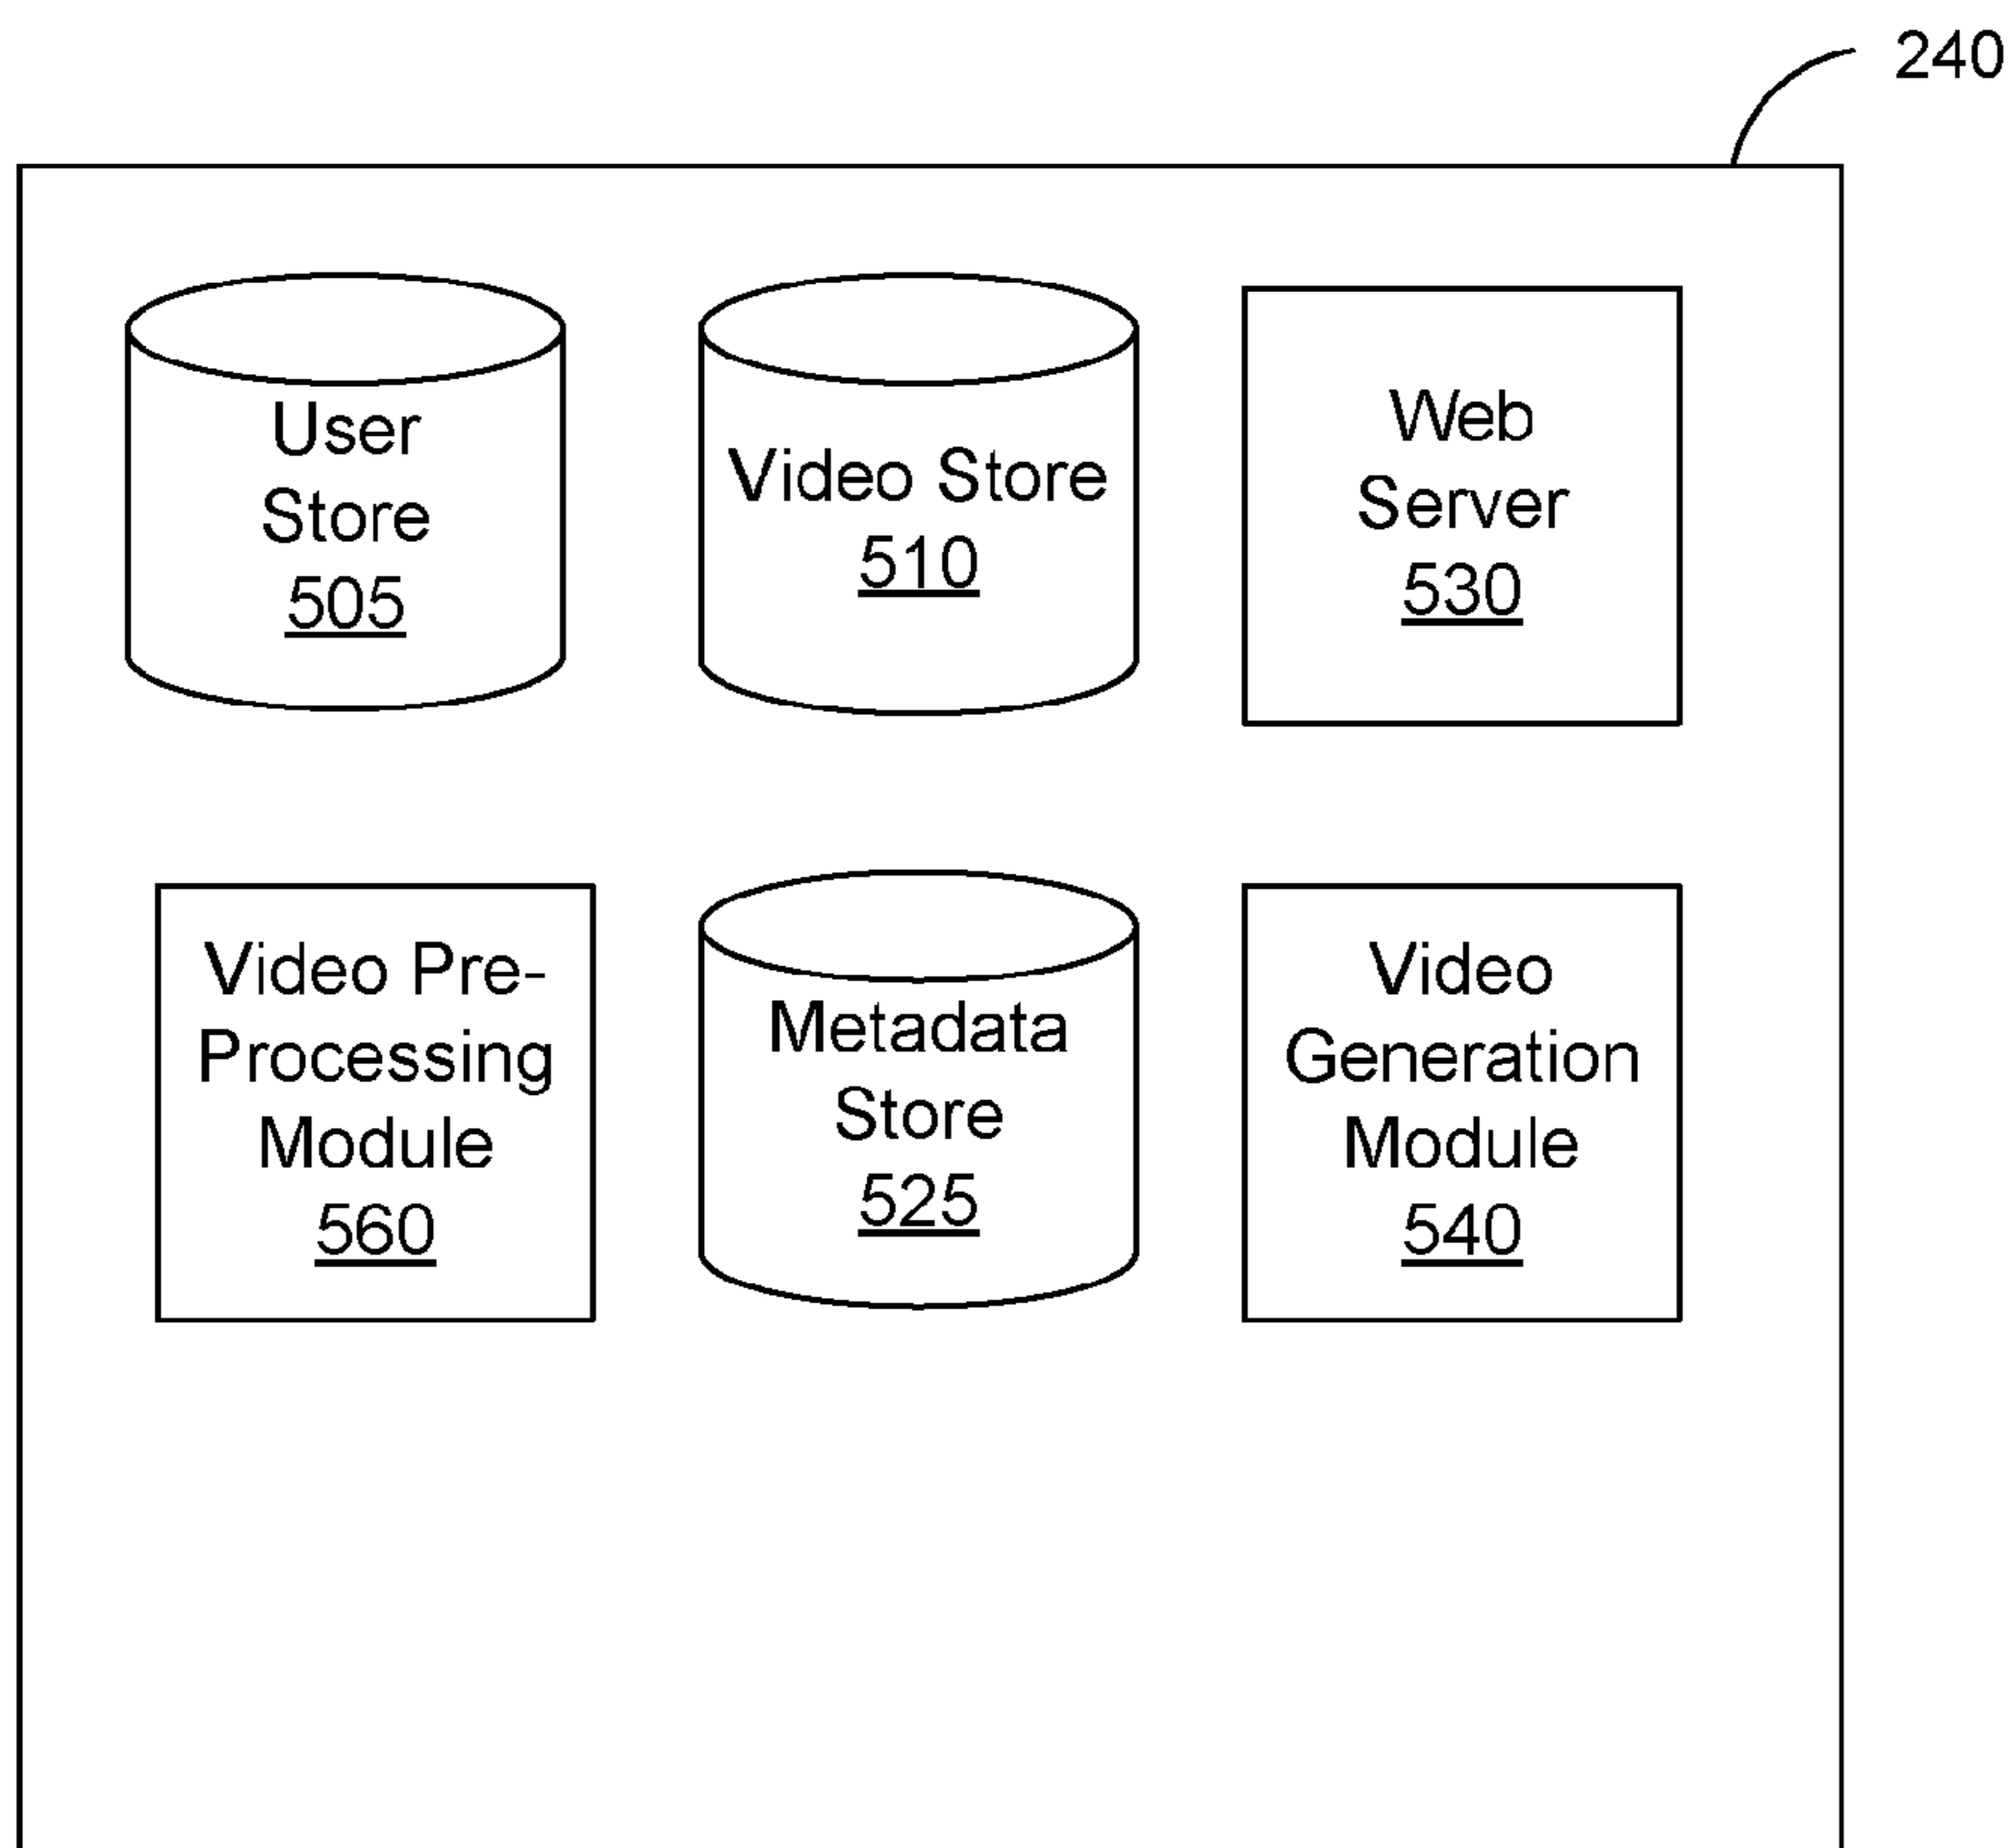 240
User
Store
505
Video Store
510
Web
Server
530
Video Pre-
Processing
Module
560
Metadata
Store
525
Video
Generation
Module
540